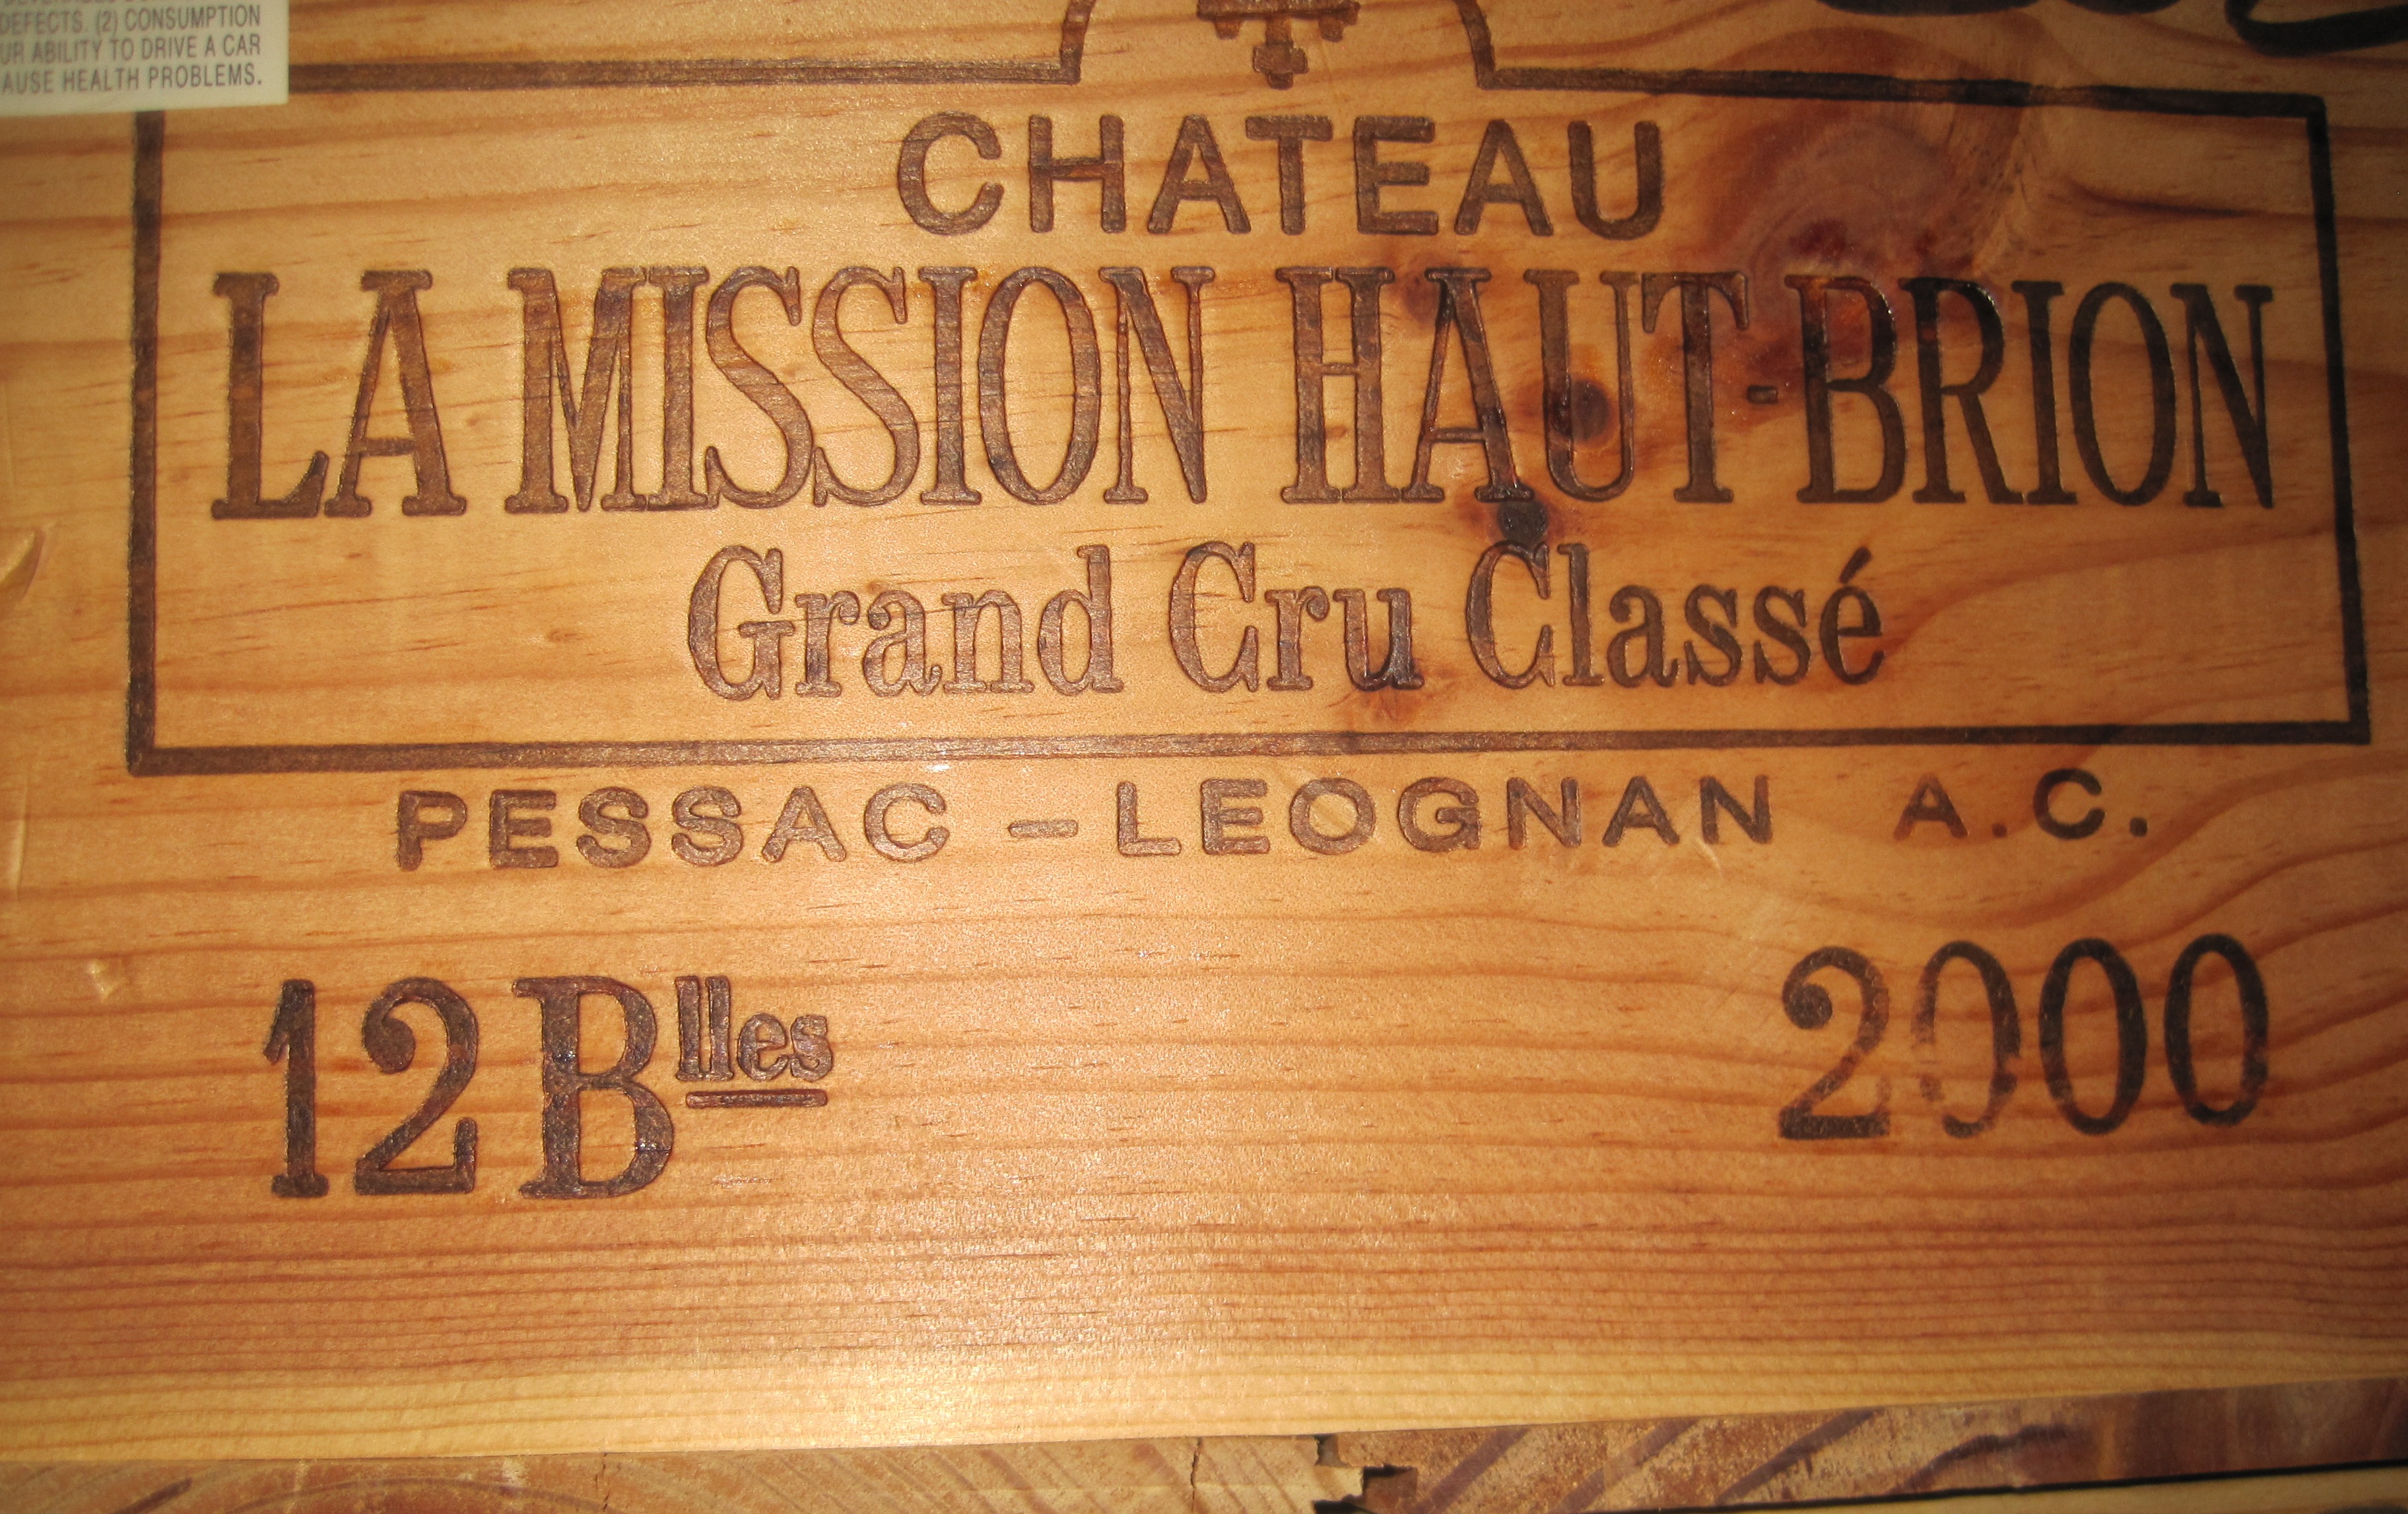 DEFECTS. (2) CONSUMPTION
UR ABILITY TO DRIVE A CAR
AUSE HEALTH PROBLEMS.
CHATEAU
LA MISSION HAUT-BRION
Grand Cru Classé
PESSAC - LEOGNAN A.C.
12 Blles
2000